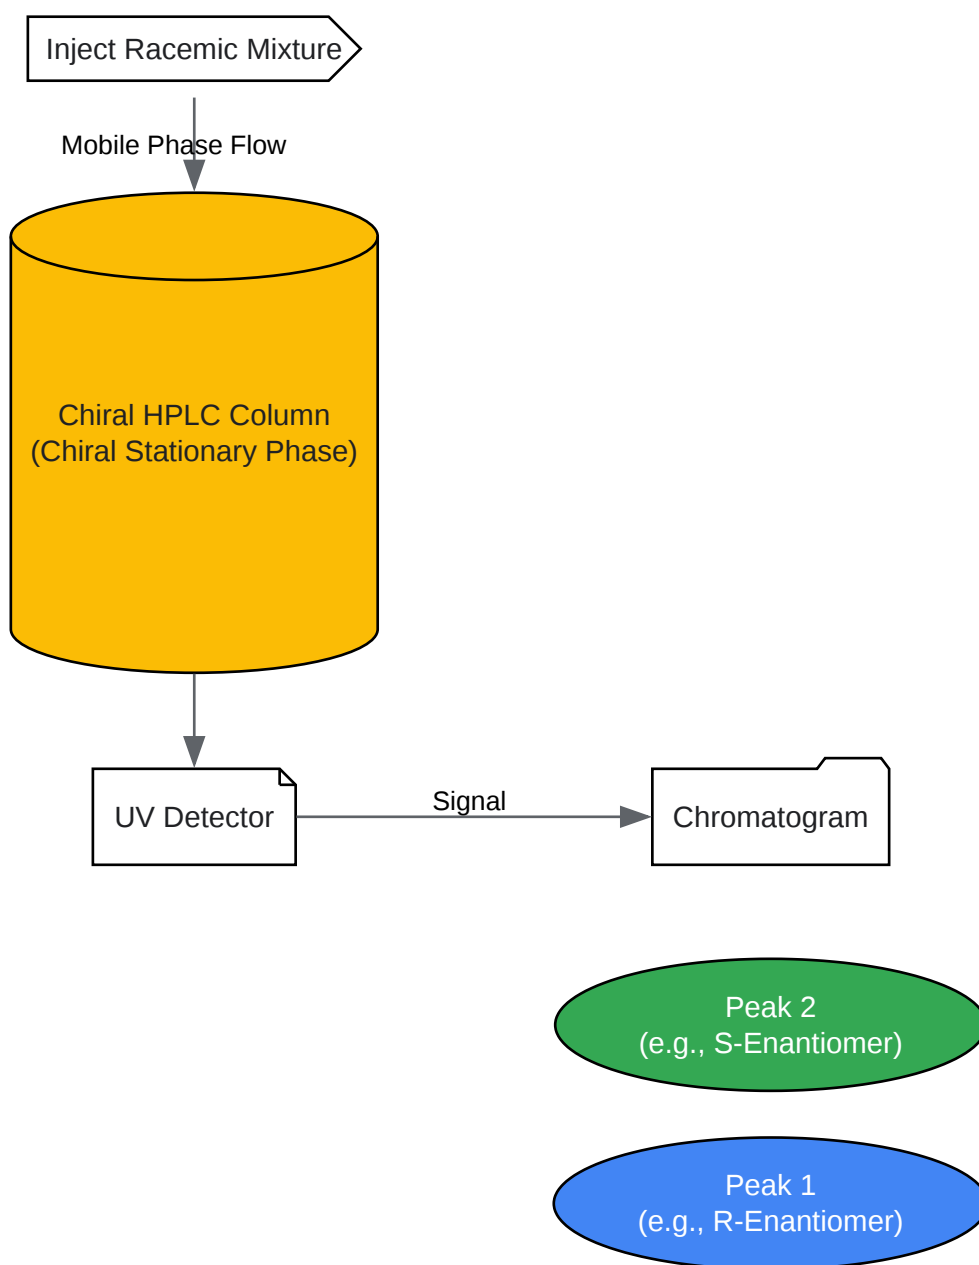 Inject Racemic Mixture
Mobile Phase Flow
Chiral HPLC Column
(Chiral Stationary Phase)
UV Detector
Signal
Chromatogram
Peak 2
(e.g., S-Enantiomer)
Peak 1
(e.g., R-Enantiomer)